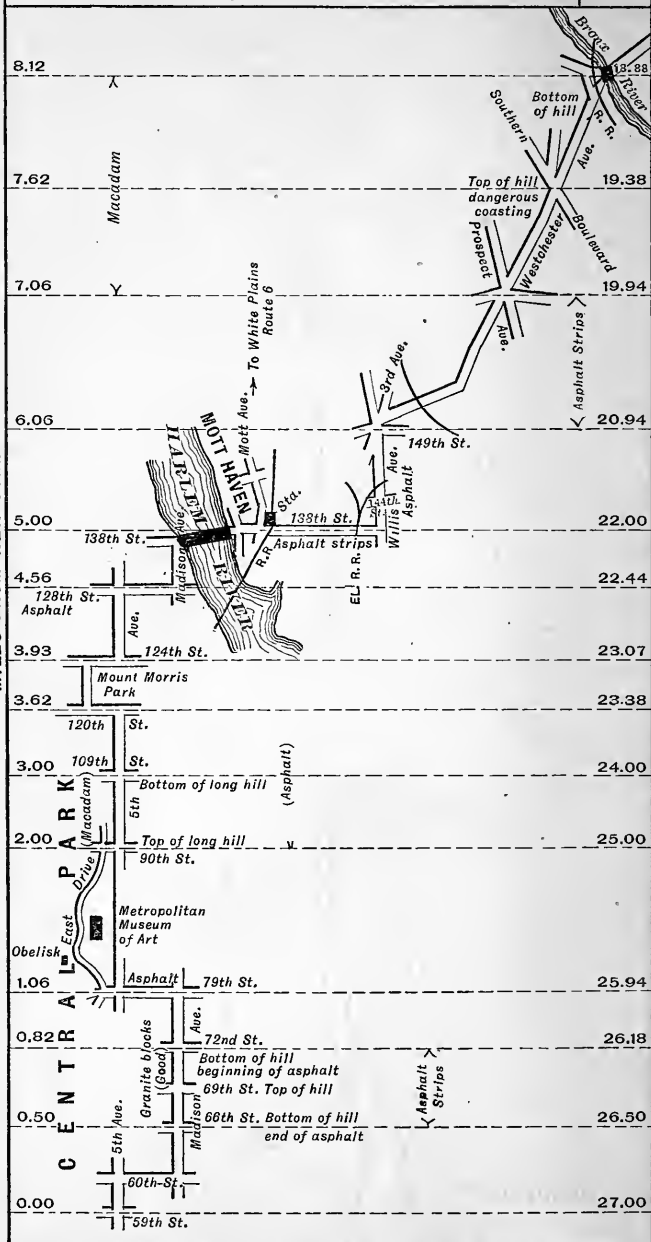 Bronx River
8.12
18.88
R. R.
Southern
Bottom
of hill
Ave.
Macadam
7.62
19.38
Top of hill
dangerous
coasting
Boulevard
Westchester
Prospect
Ave.
To White Plains
Route 6
Mott Ave.
7.06
19.94
Asphalt Strips
3rd Ave.
6.06
20.94
149th St.
MOTT HAVEN
HARLEM
RIVER
Sta.
144th
St.
Willis Ave.
Asphalt
138th St.
5.00
22.00
138th St.
Asphalt strips
Madison Ave.
R.R.
EL. R. R.
4.56
22.44
128th St.
Asphalt
Ave.
3.93
124th St.
23.07
Mount Morris
Park
3.62
23.38
120th St.
109th St.
3.00
24.00
Bottom of long hill
(Asphalt)
5th
(Macadam)
2.00
Top of long hill
25.00
90th St.
CENTRAL PARK
East Drive
Metropolitan
Museum
of Art
Obelisk
Asphalt
79th St.
1.06
25.94
Ave.
72nd St.
0.82
26.18
Bottom of hill
beginning of asphalt
Granite blocks
(Good)
69th St. Top of hill
Asphalt
Strips
Madison
66th St. Bottom of hill
0.50
26.50
end of asphalt
5th Ave.
60th St.
0.00
27.00
59th St.